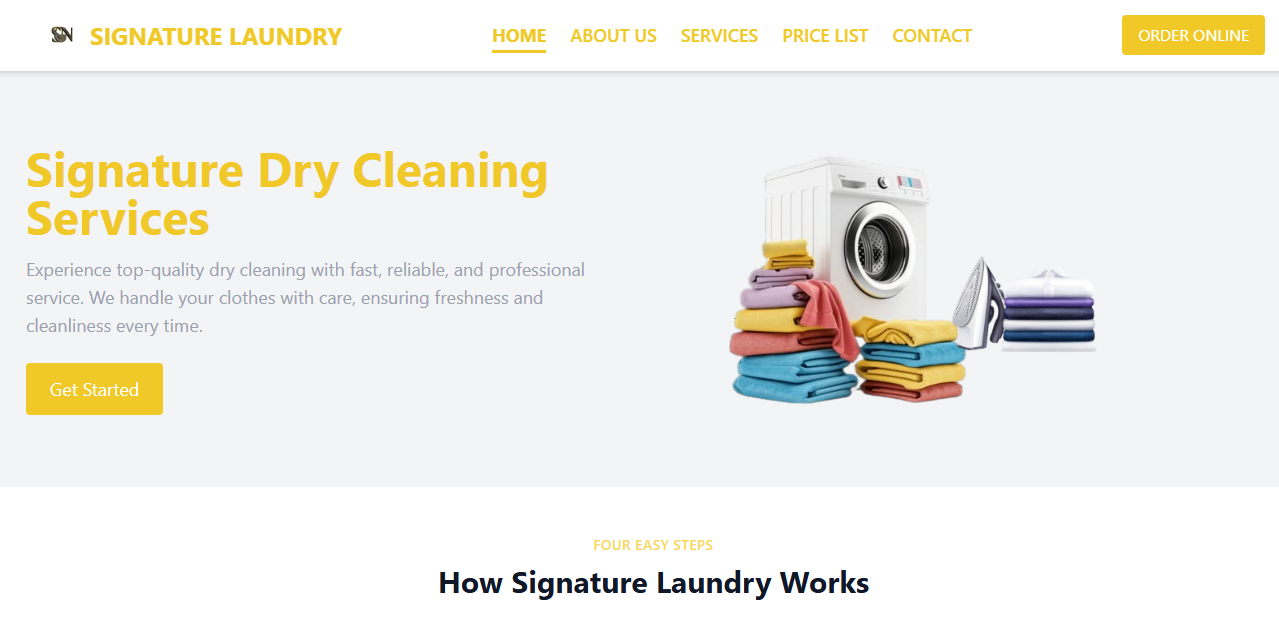 SN SIGNATURE LAUNDRY HOME ABOUT US SERVICES PRICE LIST CONTACT ORDER ONLINE
Signature Dry Cleaning
Services
Experience top-quality dry cleaning with fast, reliable, and professional
service. We handle your clothes with care, ensuring freshness and
cleanliness every time.
Get Started
FOUR EASY STEPS
How Signature Laundry Works